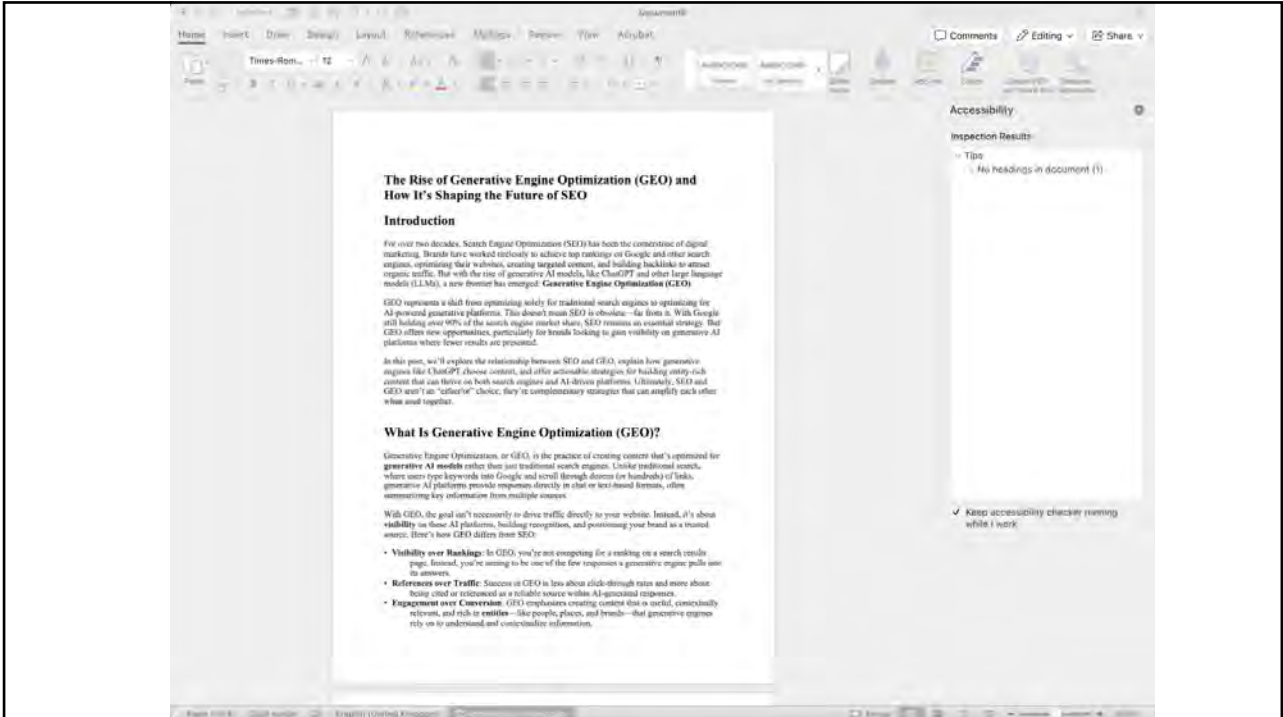 Home Insert Draw Design Layout References Mailings Review View Acrobat
Comments Editing Share
Times-Rom... 12
Paste
Accessibility
Inspection Results
Tips
No headings in document (1)
Keep accessibility checker running
while I work
The Rise of Generative Engine Optimization (GEO) and
How It's Shaping the Future of SEO
Introduction
For over two decades, Search Engine Optimization (SEO) has been the cornerstone of digital
marketing. Brands have worked tirelessly to achieve top rankings on Google and other search
engines, optimizing their websites, creating targeted content, and building backlinks to attract
organic traffic. But with the rise of generative AI models, like ChatGPT and other large language
models (LLMs), a new frontier has emerged: Generative Engine Optimization (GEO)
GEO represents a shift from optimizing solely for traditional search engines to optimizing for
AI-powered generative platforms. This doesn't mean SEO is obsolete—far from it. With Google
still holding over 90% of the search engine market share, SEO remains an essential strategy. But
GEO offers new opportunities, particularly for brands looking to gain visibility on generative AI
platforms where fewer results are presented.
In this post, we'll explore the relationship between SEO and GEO, explain how generative
engines like ChatGPT choose content, and offer actionable strategies for building entity-rich
content that can thrive on both search engines and AI-driven platforms. Ultimately, SEO and
GEO aren't an "either/or" choice, they're complementary strategies that can amplify each other
when used together.
What Is Generative Engine Optimization (GEO)?
Generative Engine Optimization, or GEO, is the practice of creating content that's optimized for
generative AI models rather than just traditional search engines. Unlike traditional search,
where users type keywords into Google and scroll through dozens (or hundreds) of links,
generative AI platforms provide responses directly in chat or text-based formats, often
summarizing key information from multiple sources.
With GEO, the goal isn't necessarily to drive traffic directly to your website. Instead, it's about
visibility on these AI platforms, building recognition, and positioning your brand as a trusted
source. Here's how GEO differs from SEO:
• Visibility over Rankings: In GEO, you're not competing for a ranking on a search results
page. Instead, you're aiming to be one of the few responses a generative engine pulls into
its answers.
• References over Traffic: Success in GEO is less about click-through rates and more about
being cited or referenced as a reliable source within AI-generated responses.
• Engagement over Conversion: GEO emphasizes creating content that is useful, contextually
relevant, and rich in entities—like people, places, and brands—that generative engines
rely on to understand and contextualize information.
English (United Kingdom)